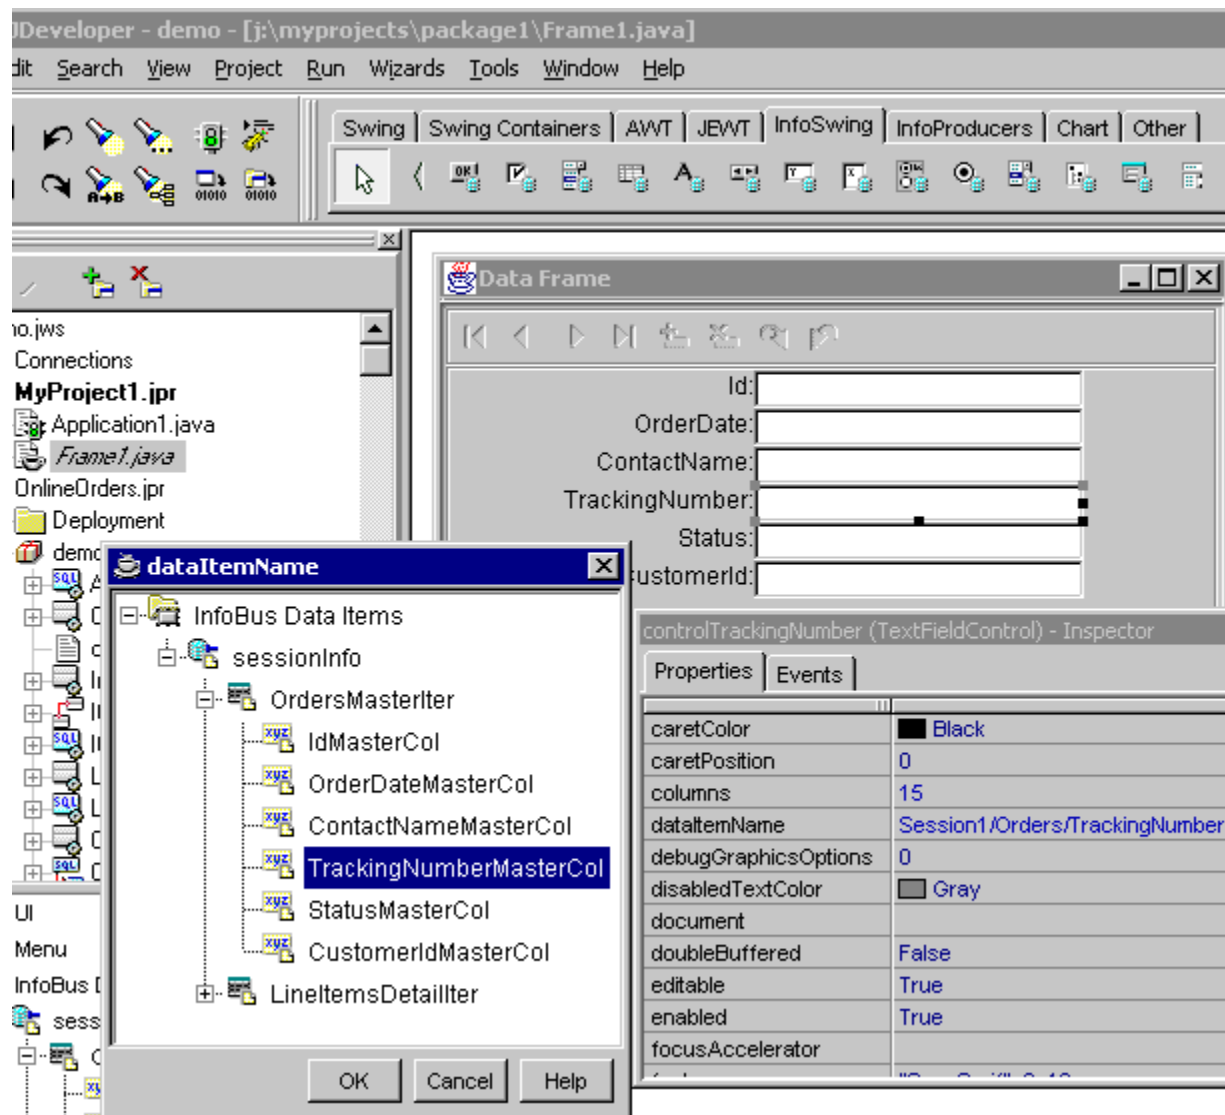 JDeveloper - demo - [j:\myprojects\package1\Frame1.java]
dit Search View Project Run Wizards Tools Window Help
Swing Swing Containers AWT JEWT InfoSwing InfoProducers Chart Other
Data Frame
no.jws
Connections
MyProject1.jpr
Application1.java
Frame1.java
OnlineOrders.jpr
Deployment
demo
Id:
OrderDate:
ContactName:
TrackingNumber:
Status:
ustomerId:
dataItemName
InfoBus Data Items
sessionInfo
OrdersMasterIter
IdMasterCol
OrderDateMasterCol
ContactNameMasterCol
TrackingNumberMasterCol
StatusMasterCol
CustomerIdMasterCol
LineItemsDetailIter
OK Cancel Help
UI
Menu
InfoBus
sess
controlTrackingNumber (TextFieldControl) - Inspector
Properties Events
caretColor Black
caretPosition 0
columns 15
dataItemName Session1/Orders/TrackingNumber
debugGraphicsOptions 0
disabledTextColor Gray
document
doubleBuffered False
editable True
enabled True
focusAccelerator